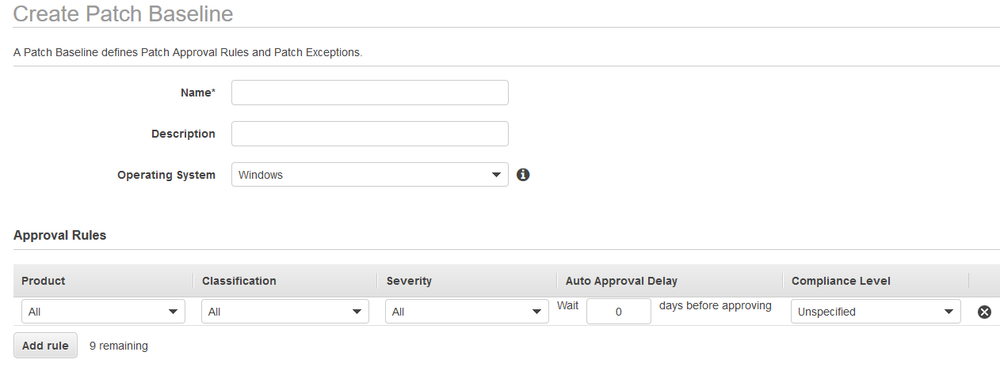 Create Patch Baseline
A Patch Baseline defines Patch Approval Rules and Patch Exceptions.
Name*
Description
Operating System Windows
Approval Rules
Product Classification Severity Auto Approval Delay Compliance Level
All All All Wait 0 days before approving Unspecified
Add rule 9 remaining